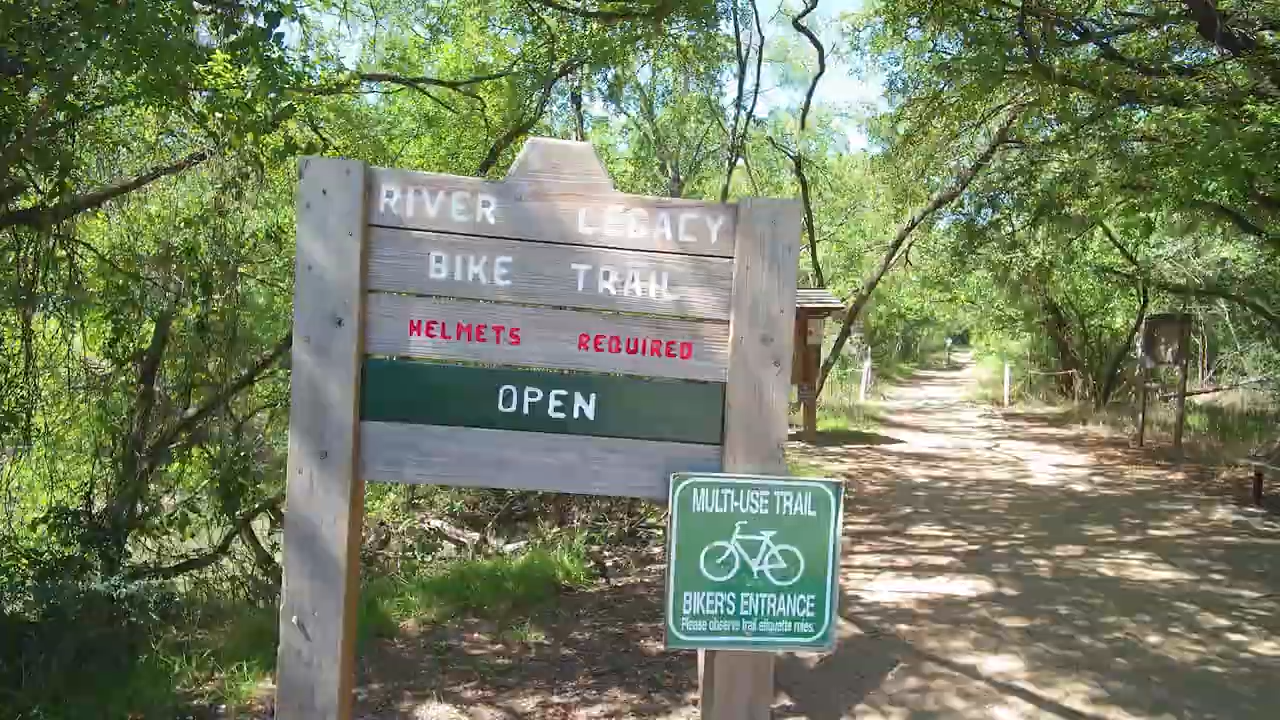 RIVER LEGACY
BIKE TRAIL
HELMETS REQUIRED
OPEN
MULTI-USE TRAIL
BIKER'S ENTRANCE
Please observe trail etiquette rules.